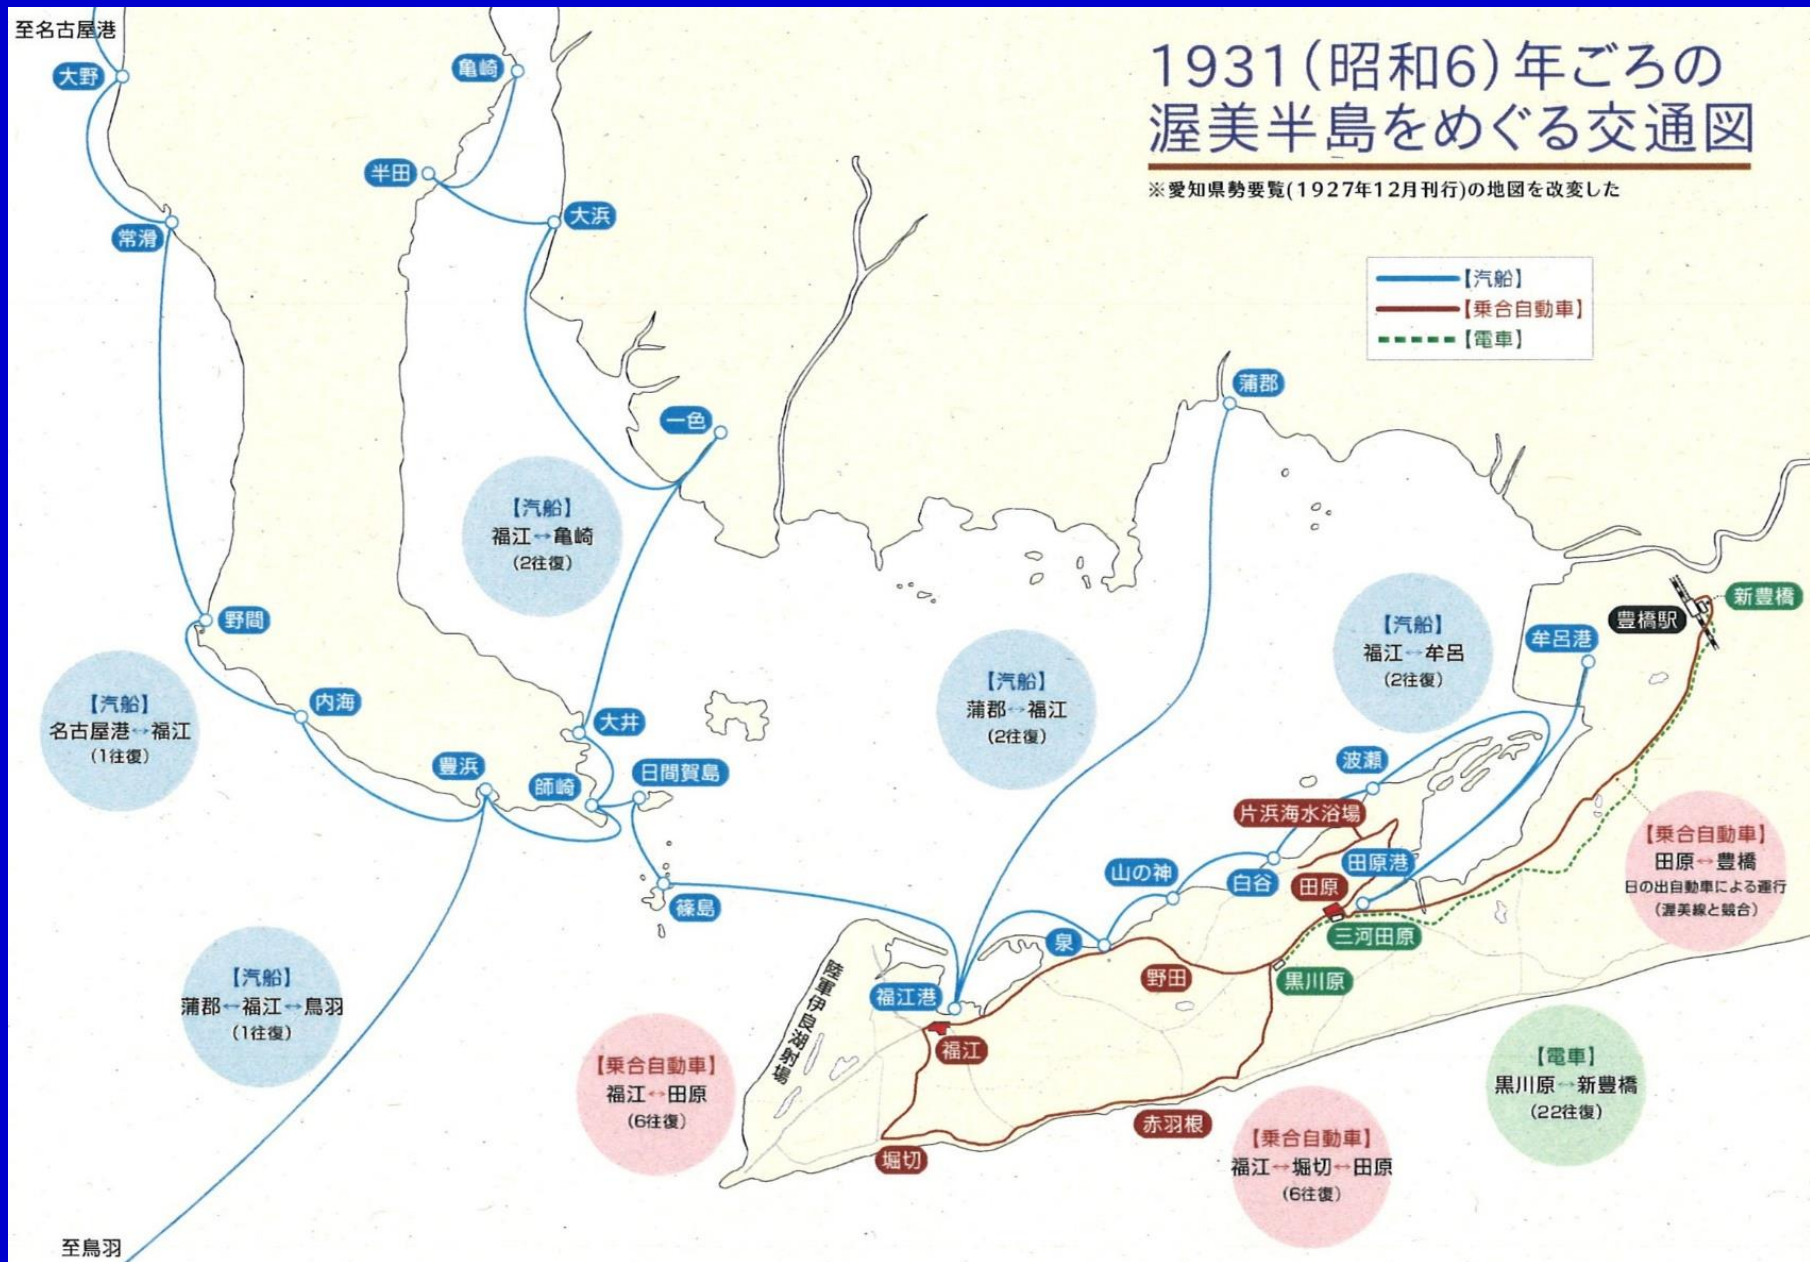 1931(昭和6)年ごろの
渥美半島をめぐる交通図
※愛知県勢要覧(1927年12月刊行)の地図を改変した
【汽船】
【乗合自動車】
【電車】
至名古屋港
大野
亀崎
半田
大浜
常滑
蒲郡
一色
【汽船】
福江↔亀崎
(2往復)
野間
新豊橋
豊橋駅
牟呂港
【汽船】
福江↔牟呂
(2往復)
【汽船】
蒲郡↔福江
(2往復)
【汽船】
名古屋港↔福江
(1往復)
内海
大井
豊浜
師崎
日間賀島
波瀬
片浜海水浴場
田原港
山の神
白谷
田原
【乗合自動車】
田原↔豊橋
日の出自動車による運行
(渥美線と競合)
篠島
泉
三河田原
野田
黒川原
陸軍伊良湖射場
福江港
福江
【汽船】
蒲郡↔福江↔鳥羽
(1往復)
【乗合自動車】
福江↔田原
(6往復)
【電車】
黒川原↔新豊橋
(22往復)
赤羽根
堀切
【乗合自動車】
福江↔堀切↔田原
(6往復)
至鳥羽